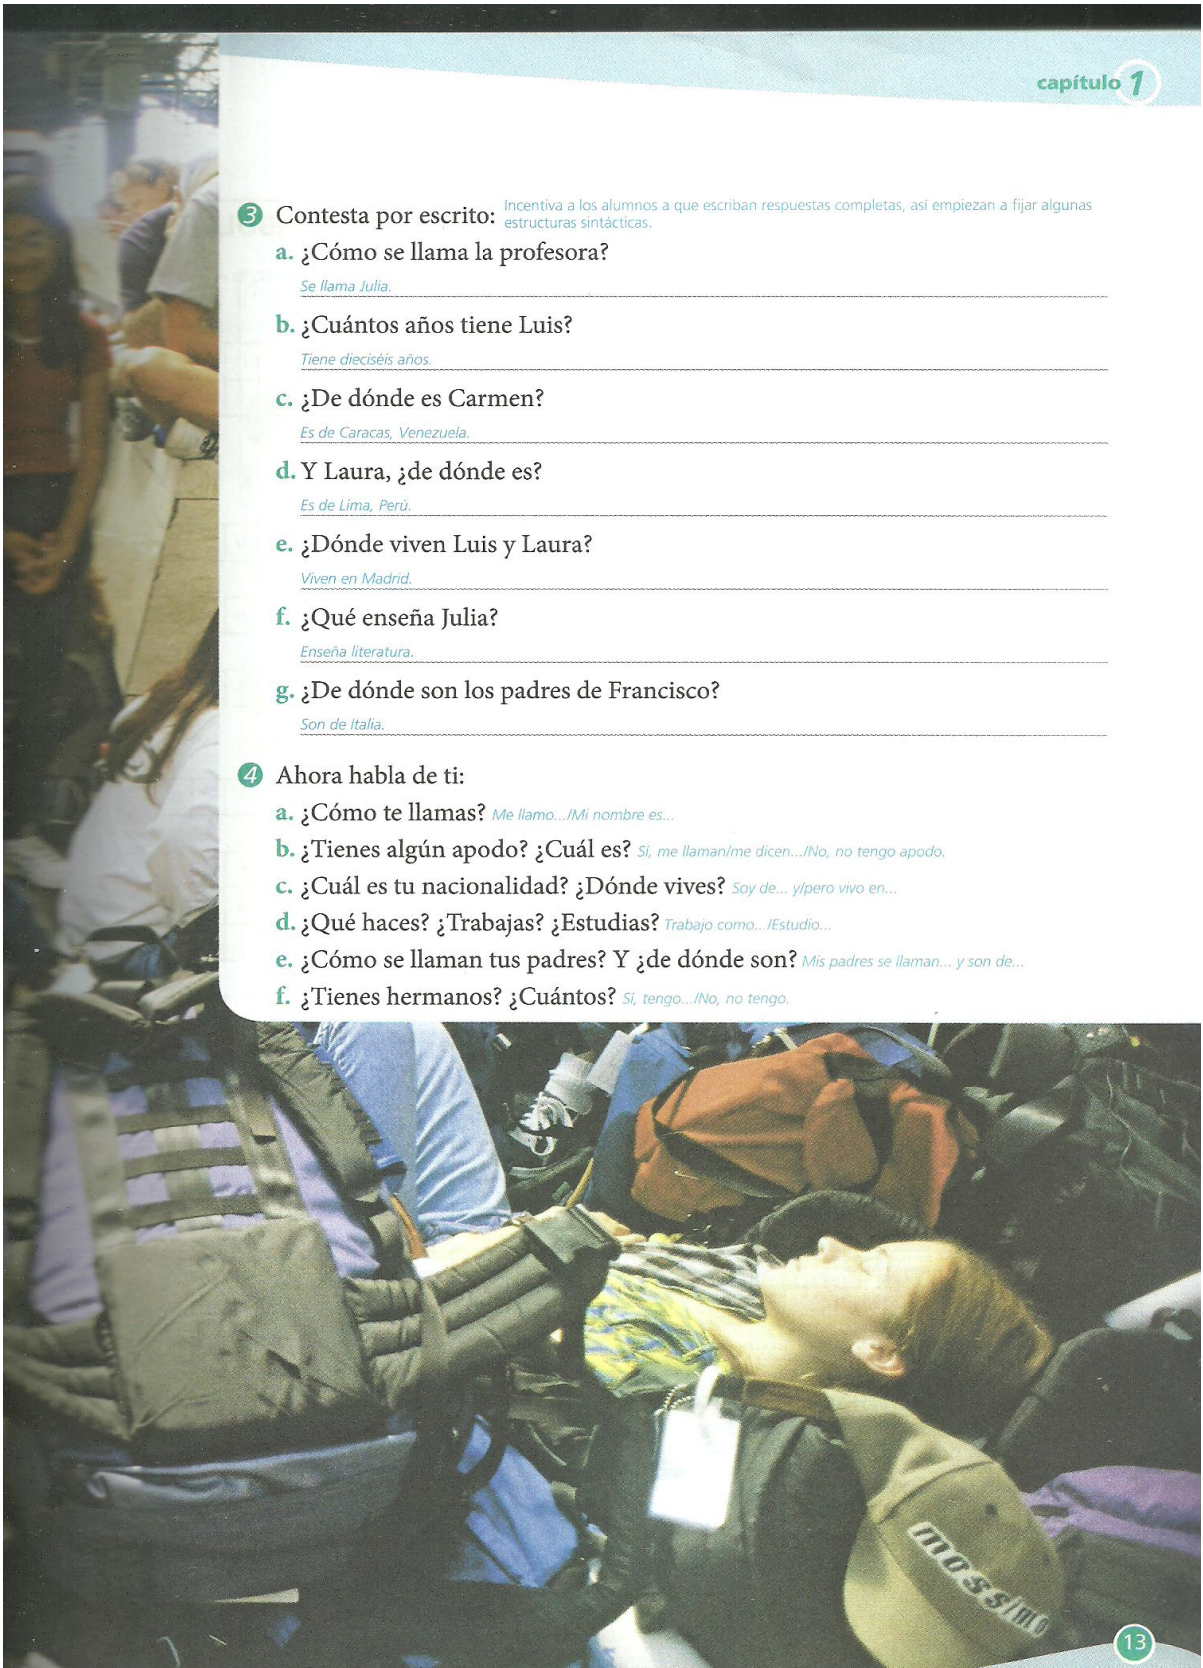 capítulo 1
3 Contesta por escrito: Incentiva a los alumnos a que escriban respuestas completas, así empiezan a fijar algunas
estructuras sintácticas.
a. ¿Cómo se llama la profesora?
Se llama Julia.
b. ¿Cuántos años tiene Luis?
Tiene dieciséis años.
c. ¿De dónde es Carmen?
Es de Caracas, Venezuela.
d. Y Laura, ¿de dónde es?
Es de Lima, Perú.
e. ¿Dónde viven Luis y Laura?
Viven en Madrid.
f. ¿Qué enseña Julia?
Enseña literatura.
g. ¿De dónde son los padres de Francisco?
Son de Italia.
4 Ahora habla de ti:
a. ¿Cómo te llamas? Me llamo.../Mi nombre es...
b. ¿Tienes algún apodo? ¿Cuál es? Sí, me llaman/me dicen.../No, no tengo apodo.
c. ¿Cuál es tu nacionalidad? ¿Dónde vives? Soy de... y/pero vivo en...
d. ¿Qué haces? ¿Trabajas? ¿Estudias? Trabajo como.../Estudio...
e. ¿Cómo se llaman tus padres? Y ¿de dónde son? Mis padres se llaman... y son de...
f. ¿Tienes hermanos? ¿Cuántos? Sí, tengo.../No, no tengo.
mossimo
13